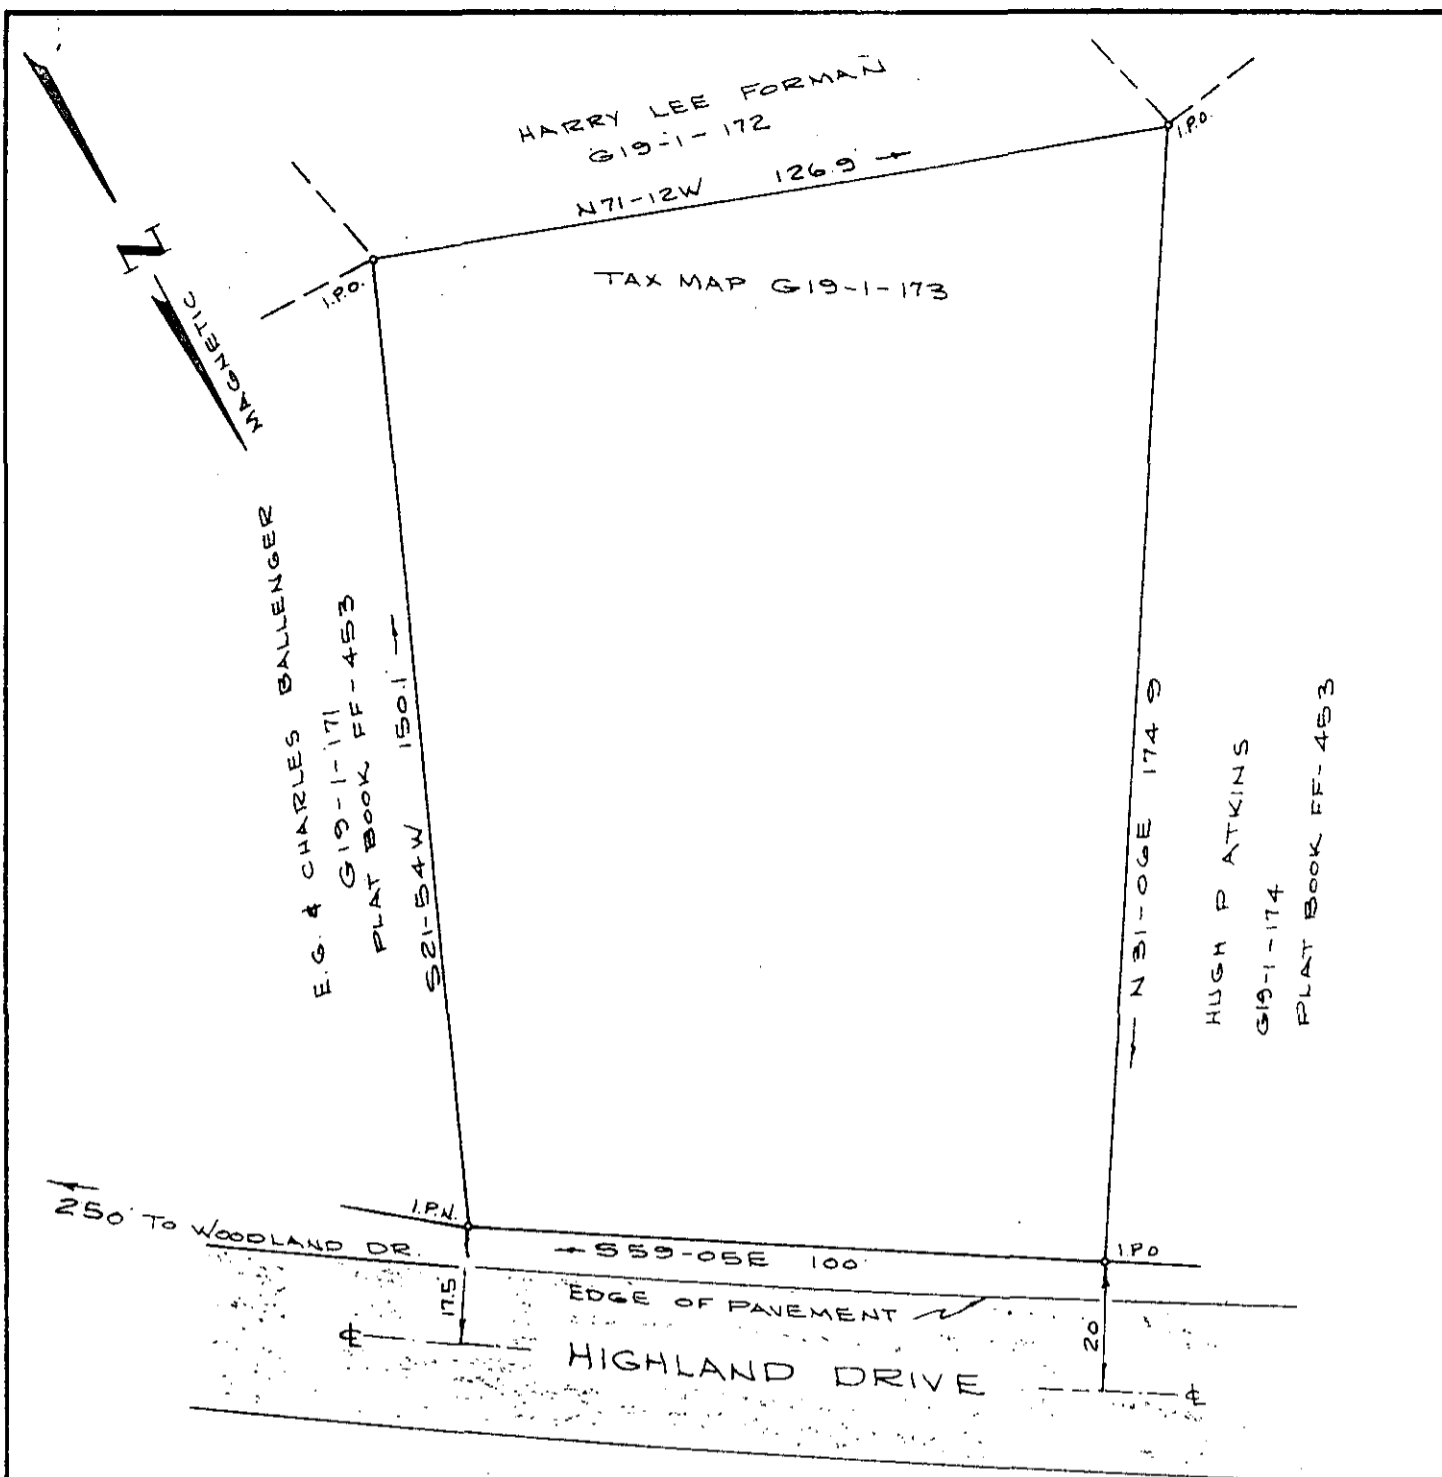 HARRY LEE FORMAN
G19-1-172
N71-12W 126.9
I.P.O.
I.P.O.
TAX MAP G19-1-173
N
MAGNETIC
E.G. & CHARLES BALLENGER
G19-1-171
PLAT BOOK FF-453
S21-54W 150.1
N31-06E 174 9
HUGH P ATKINS
G19-1-174
PLAT BOOK FF-453
250' TO WOODLAND DR.
I.P.N.
S59-05E 100
I.P.O
17.5
EDGE OF PAVEMENT
20
℄
HIGHLAND DRIVE
℄